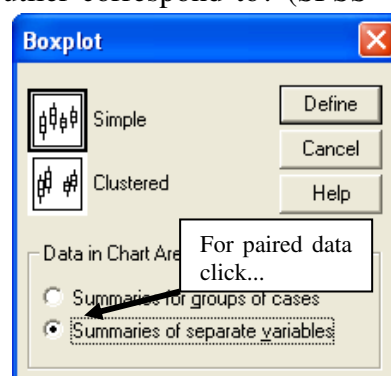 correspond to? (SPSS
Boxplot
Simple
Define
Cancel
Clustered
Help
Data in Chart Are
For paired data
click...
Summaries for groups of cases
Summaries of separate variables